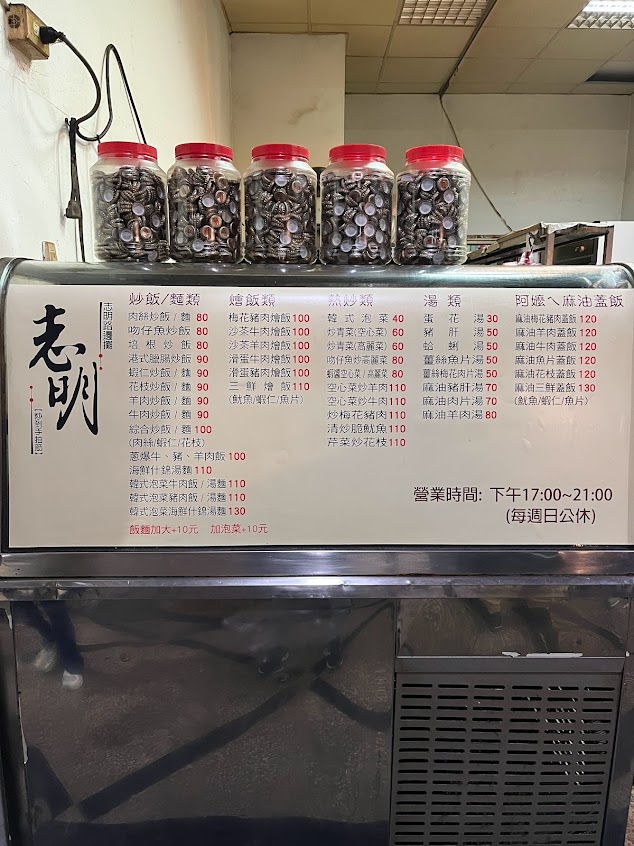 志明路邊攤
志明
【炒到手抽筋】
炒飯/麵類
肉絲炒飯/麵 80
吻仔魚炒飯 80
培根炒飯 80
港式臘腸炒飯 90
蝦仁炒飯/麵 90
花枝炒飯/麵 90
羊肉炒飯/麵 90
牛肉炒飯/麵 90
綜合炒飯/麵 100
(肉絲/蝦仁/花枝)
蔥爆牛、豬、羊肉飯 100
海鮮什錦湯麵 110
韓式泡菜牛肉飯/湯麵 110
韓式泡菜豬肉飯/湯麵 110
韓式泡菜海鮮什錦湯麵 130
飯麵加大+10元 加泡菜+10元
燴飯類
梅花豬肉燴飯 100
沙茶牛肉燴飯 100
沙茶羊肉燴飯 100
滑蛋牛肉燴飯 100
滑蛋豬肉燴飯 100
三鮮燴飯 110
(魷魚/蝦仁/魚片)
熱炒類
韓式泡菜 40
炒青菜(空心菜) 60
炒青菜(高麗菜) 60
吻仔魚炒高麗菜 80
蝦醬空心菜/高麗菜 80
空心菜炒羊肉 110
空心菜炒牛肉 110
炒梅花豬肉 110
清炒脆魷魚 110
芹菜炒花枝 110
湯類
蛋花湯 30
豬肝湯 50
蛤蜊湯 50
薑絲魚片湯 50
薑絲梅花肉片湯 50
麻油豬肝湯 70
麻油肉片湯 70
麻油羊肉湯 80
阿嬤ㄟ麻油蓋飯
麻油梅花豬肉蓋飯 120
麻油羊肉蓋飯 120
麻油牛肉蓋飯 120
麻油魚片蓋飯 120
麻油花枝蓋飯 120
麻油三鮮蓋飯 130
(魷魚/蝦仁/魚片)
營業時間: 下午17:00~21:00
(每週日公休)